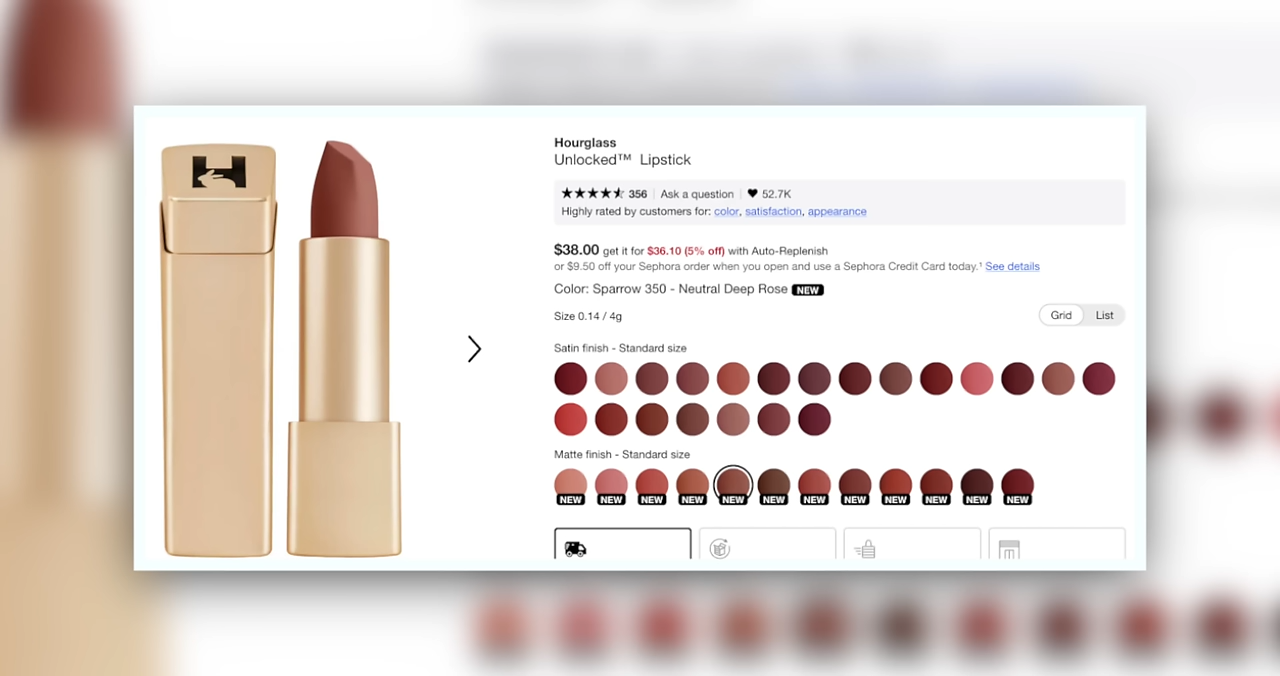 Hourglass
Unlocked™ Lipstick
356 Ask a question 52.7K
Highly rated by customers for: color, satisfaction, appearance
$38.00 get it for $36.10 (5% off) with Auto-Replenish
or $9.50 off your Sephora order when you open and use a Sephora Credit Card today.¹ See details
Color: Sparrow 350 - Neutral Deep Rose NEW
Size 0.14 / 4g
Grid List
Satin finish - Standard size
Matte finish - Standard size
NEW NEW NEW NEW NEW NEW NEW NEW NEW NEW NEW NEW